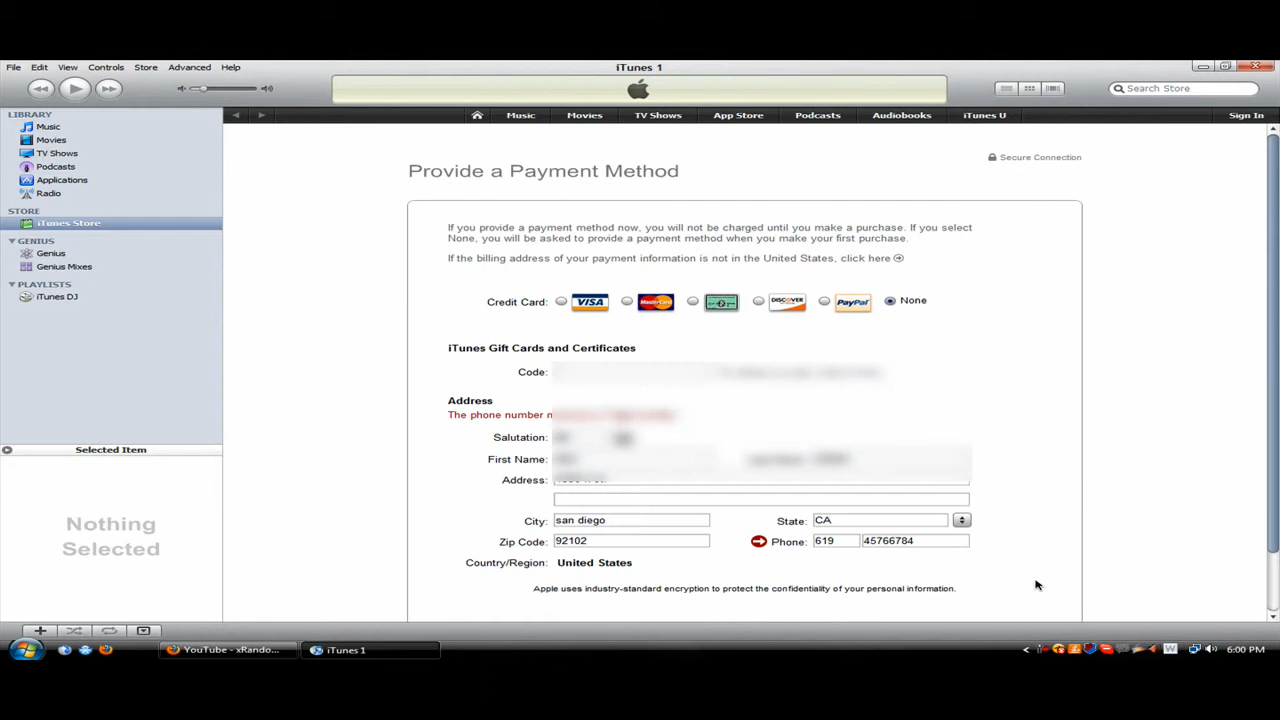 iTunes 1
File Edit View Controls Store Advanced Help
Search Store
Music Movies TV Shows App Store Podcasts Audiobooks iTunes U Sign In
LIBRARY
Music
Movies
TV Shows
Podcasts
Applications
Radio
STORE
iTunes Store
GENIUS
Genius
Genius Mixes
PLAYLISTS
iTunes DJ
Selected Item
Nothing
Selected
Secure Connection
Provide a Payment Method
If you provide a payment method now, you will not be charged until you make a purchase. If you select
None, you will be asked to provide a payment method when you make your first purchase.
If the billing address of your payment information is not in the United States, click here
Credit Card: VISA MasterCard DISCOVER PayPal None
iTunes Gift Cards and Certificates
Code:
Address
The phone number
Salutation:
First Name:
Address:
City: san diego State: CA
Zip Code: 92102 Phone: 619 45766784
Country/Region: United States
Apple uses industry-standard encryption to protect the confidentiality of your personal information.
YouTube - xRando... iTunes 1 W 6:00 PM